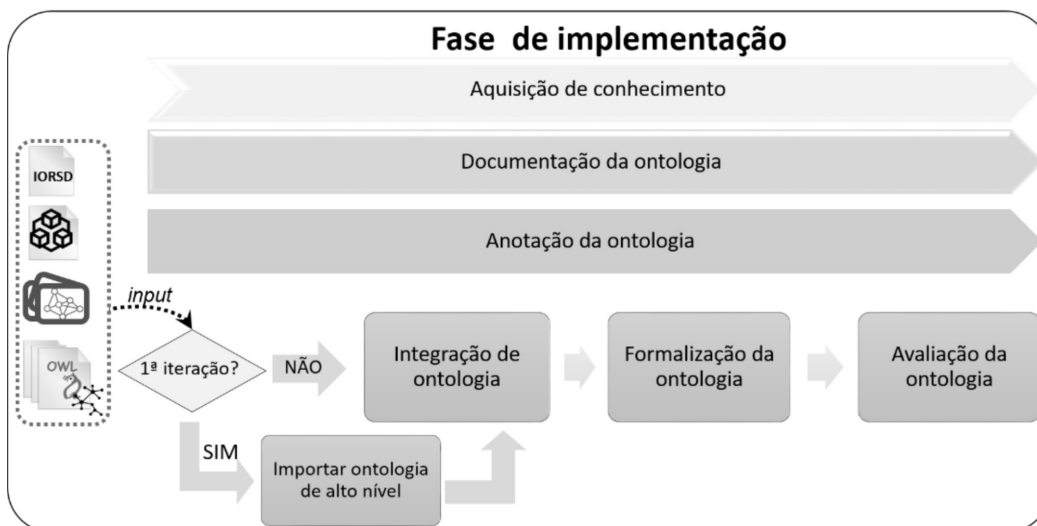 Fase de implementação
Aquisição de conhecimento
Documentação da ontologia
Anotação da ontologia
IORSD
input
OWL
1ª iteração?
NÃO
Integração de
ontologia
Formalização da
ontologia
Avaliação da
ontologia
SIM
Importar ontologia
de alto nível